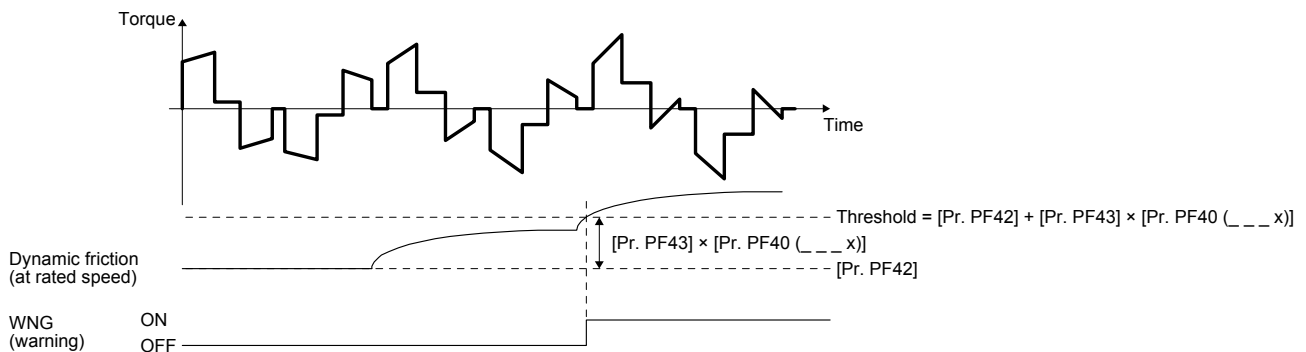 Torque
Time
Threshold = [Pr. PF42] + [Pr. PF43] × [Pr. PF40 (_ _ _ x)]
[Pr. PF43] × [Pr. PF40 (_ _ _ x)]
Dynamic friction
(at rated speed)
[Pr. PF42]
WNG
(warning)
ON
OFF